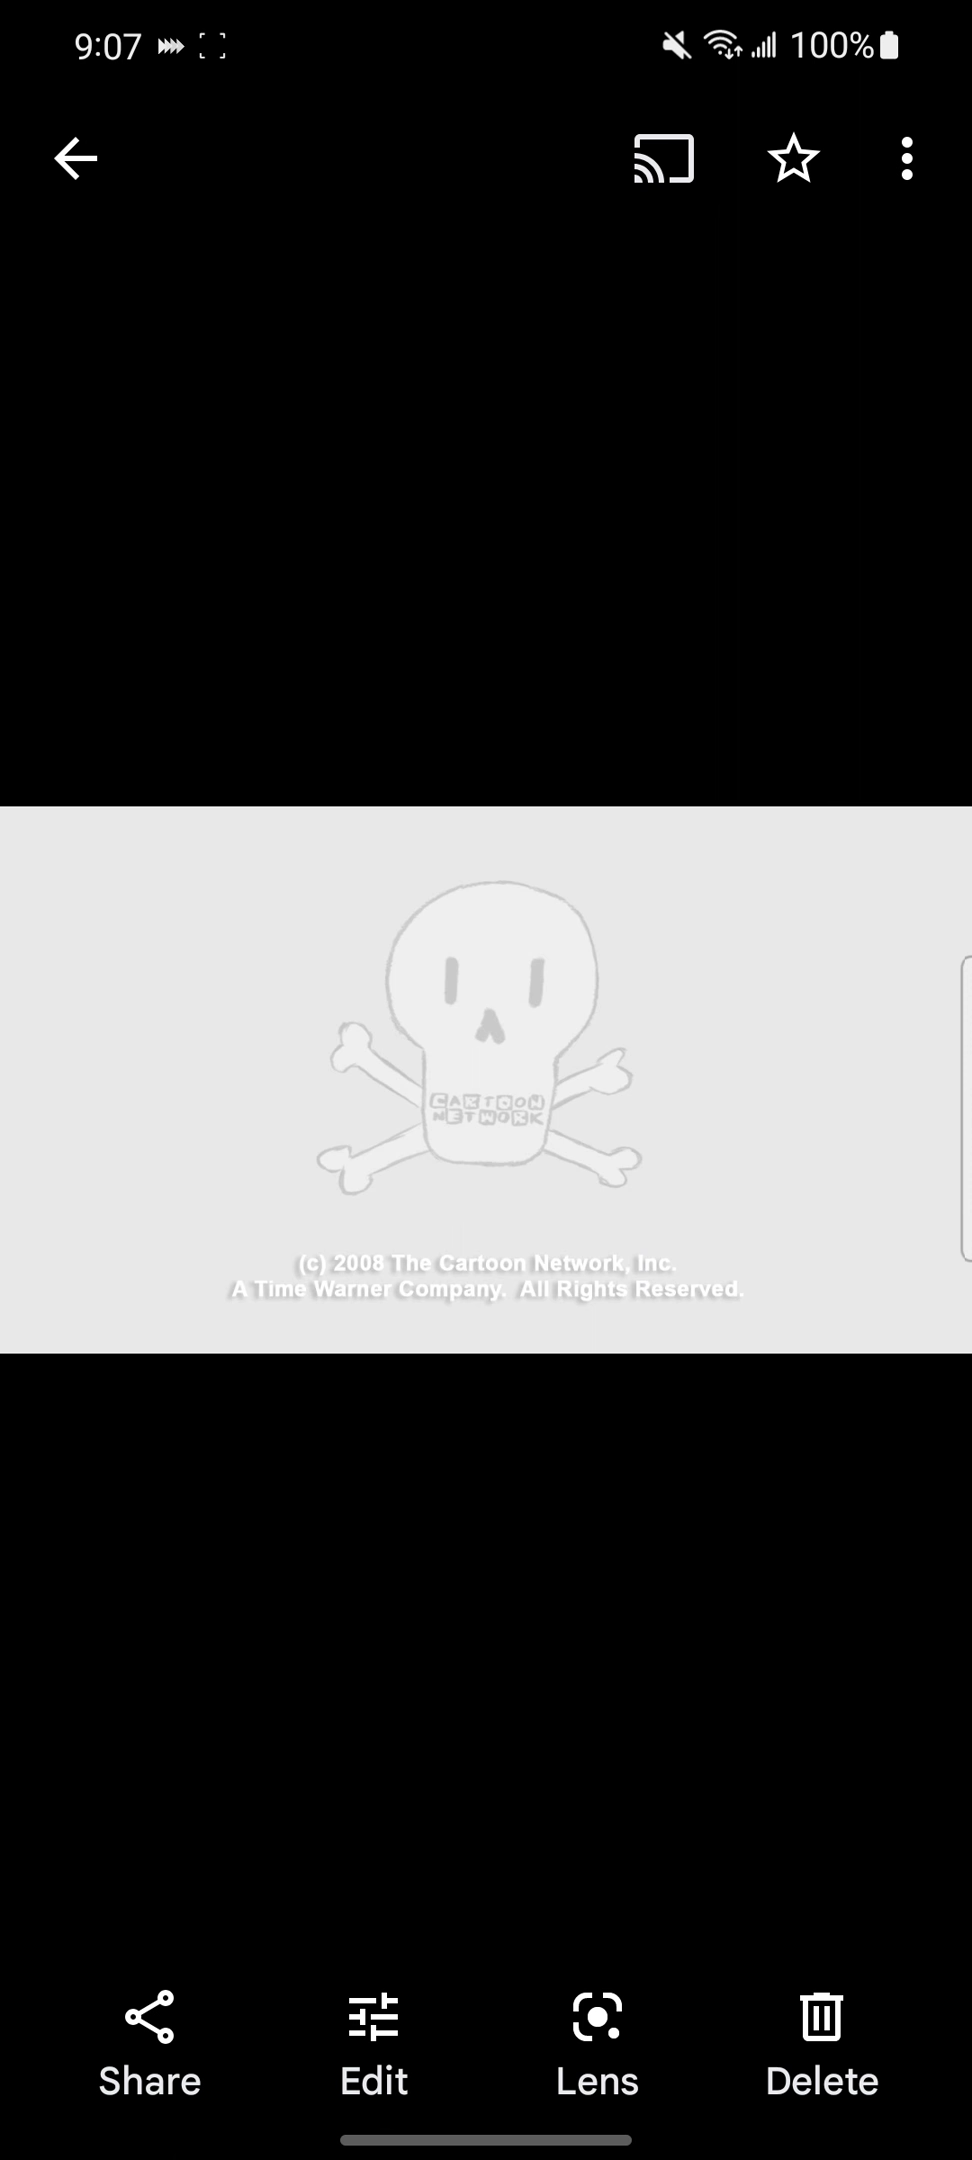 9:07
100%
CARTOON
NETWORK
(c) 2008 The Cartoon Network, Inc.
A Time Warner Company.  All Rights Reserved.
Share
Edit
Lens
Delete